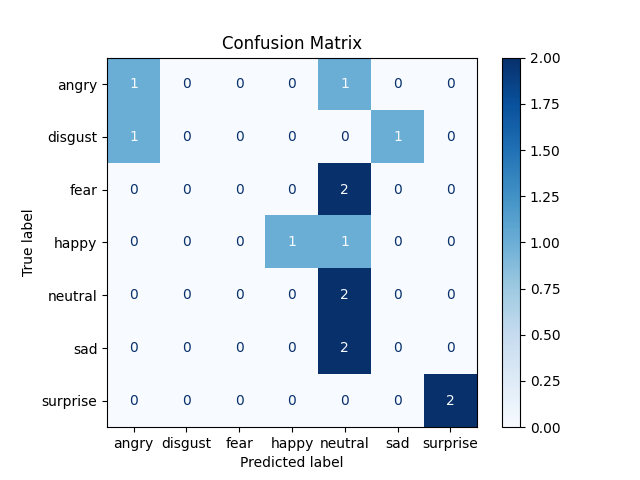 Confusion Matrix
True label
angry 1 0 0 0 1 0 0
disgust 1 0 0 0 0 1 0
fear 0 0 0 0 2 0 0
happy 0 0 0 1 1 0 0
neutral 0 0 0 0 2 0 0
sad 0 0 0 0 2 0 0
surprise 0 0 0 0 0 0 2
angry disgust fear happy neutral sad surprise
Predicted label
2.00
1.75
1.50
1.25
1.00
0.75
0.50
0.25
0.00